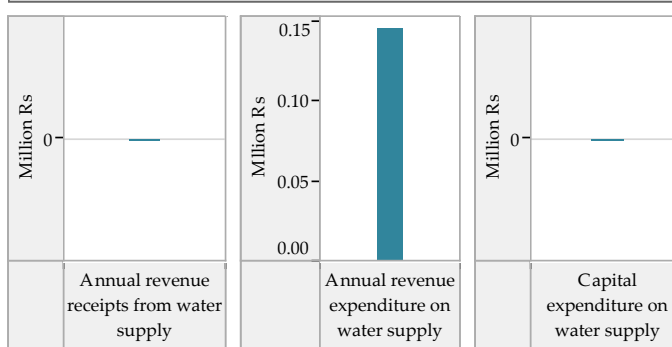 Million Rs
0
Annual revenue
receipts from water
supply
Mllion Rs
0.15
0.10
0.05
0.00
Annual revenue
expenditure on
water supply
Million Rs
0
Capital
expenditure on
water supply